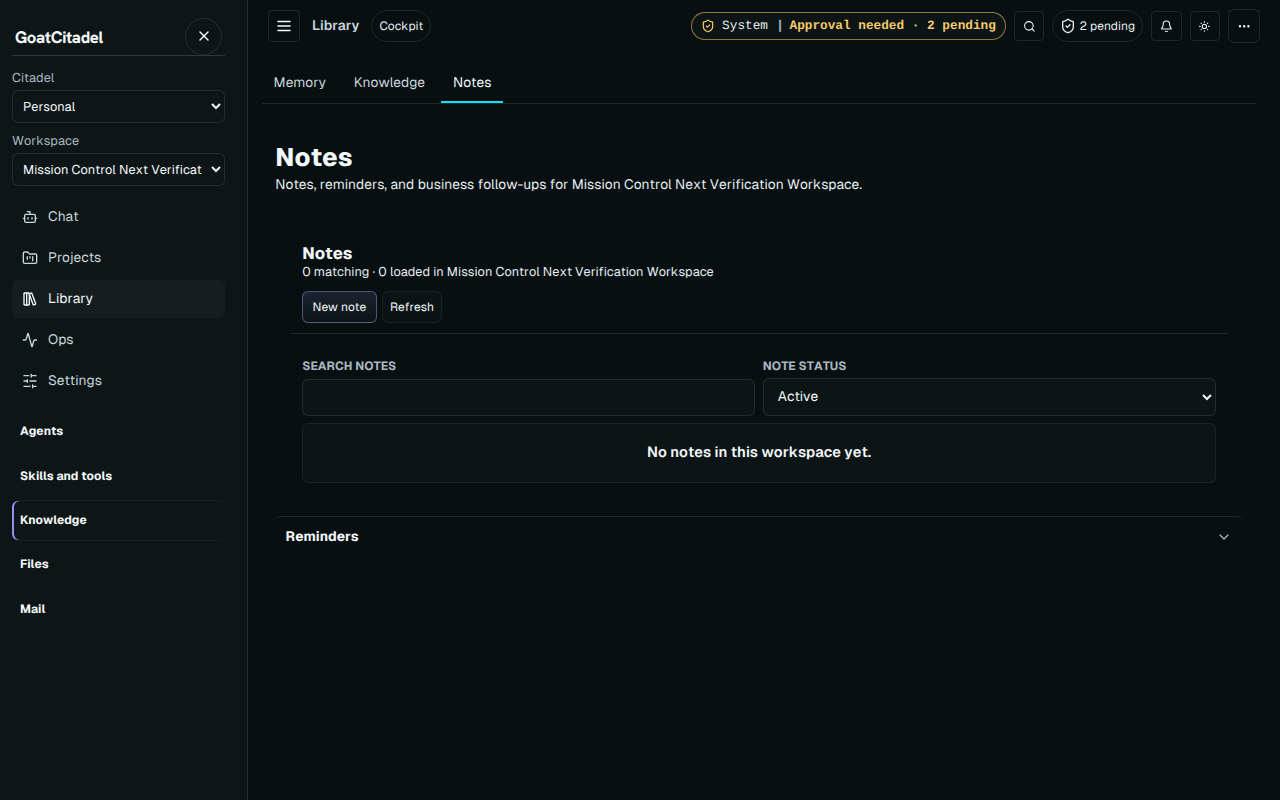 GoatCitadel
Citadel
Personal
Workspace
Mission Control Next Verificat
Chat
Projects
Library
Ops
Settings
Agents
Skills and tools
Knowledge
Files
Mail
Library
Cockpit
System | Approval needed · 2 pending
2 pending
Memory
Knowledge
Notes
Notes
Notes, reminders, and business follow-ups for Mission Control Next Verification Workspace.
Notes
0 matching · 0 loaded in Mission Control Next Verification Workspace
New note
Refresh
SEARCH NOTES
NOTE STATUS
Active
No notes in this workspace yet.
Reminders